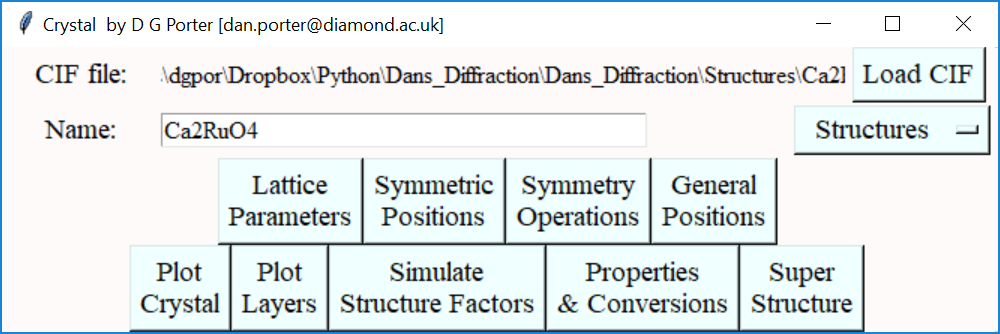 Crystal by D G Porter [dan.porter@diamond.ac.uk]
CIF file: .\dgpor\Dropbox\Python\Dans_Diffraction\Dans_Diffraction\Structures\Ca2 Load CIF
Name: Ca2RuO4 Structures
Lattice Parameters Symmetric Positions Symmetry Operations General Positions
Plot Crystal Plot Layers Simulate Structure Factors Properties & Conversions Super Structure